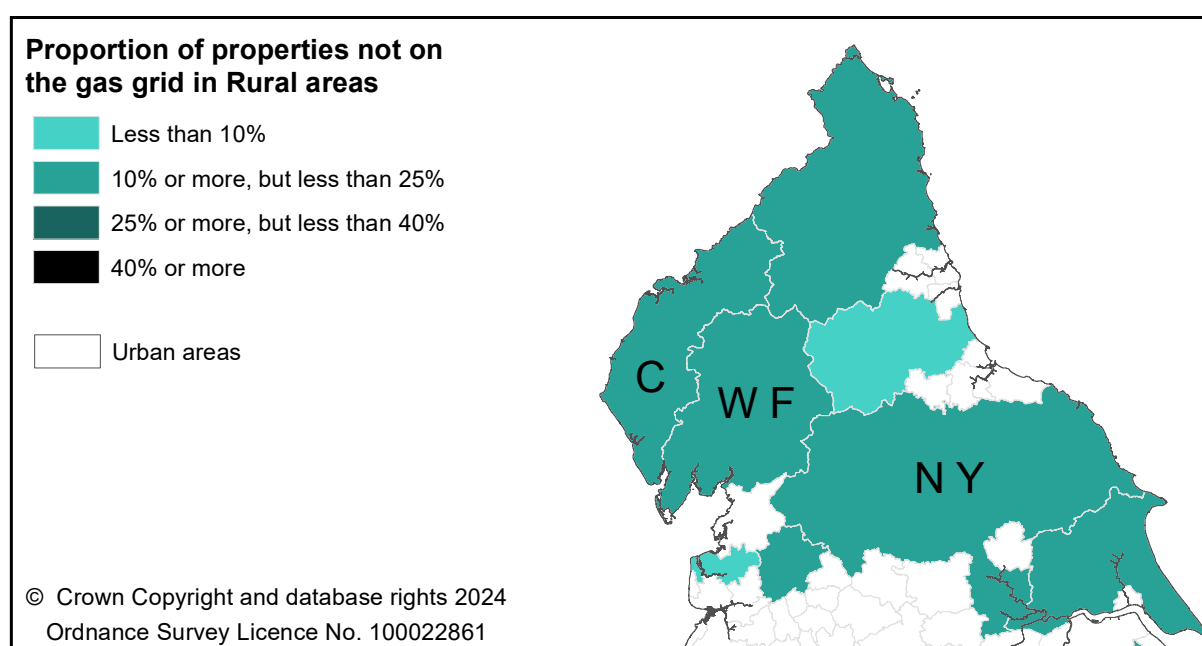 Proportion of properties not on
the gas grid in Rural areas
Less than 10%
10% or more, but less than 25%
25% or more, but less than 40%
40% or more
Urban areas
C
W F
N Y
© Crown Copyright and database rights 2024
Ordnance Survey Licence No. 100022861